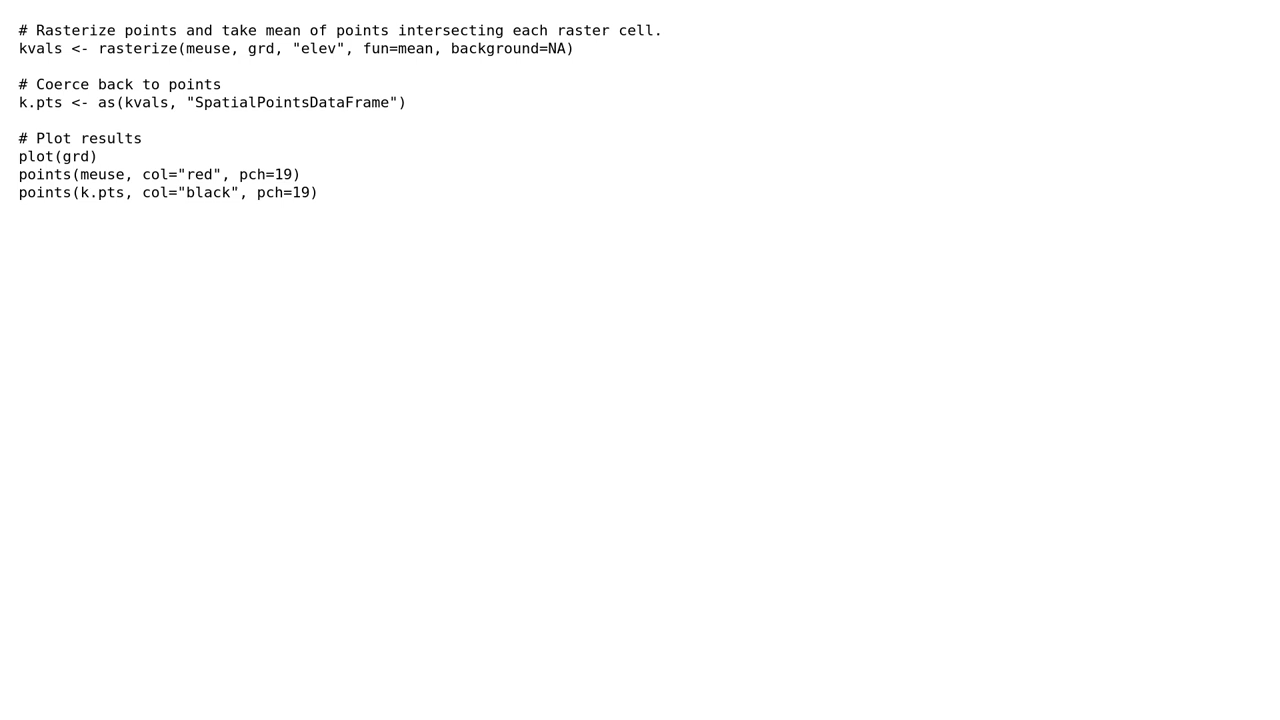 # Rasterize points and take mean of points intersecting each raster cell.
kvals <- rasterize(meuse, grd, "elev", fun=mean, background=NA)
# Coerce back to points
k.pts <- as(kvals, "SpatialPointsDataFrame")
# Plot results
plot(grd)
points(meuse, col="red", pch=19)
points(k.pts, col="black", pch=19)